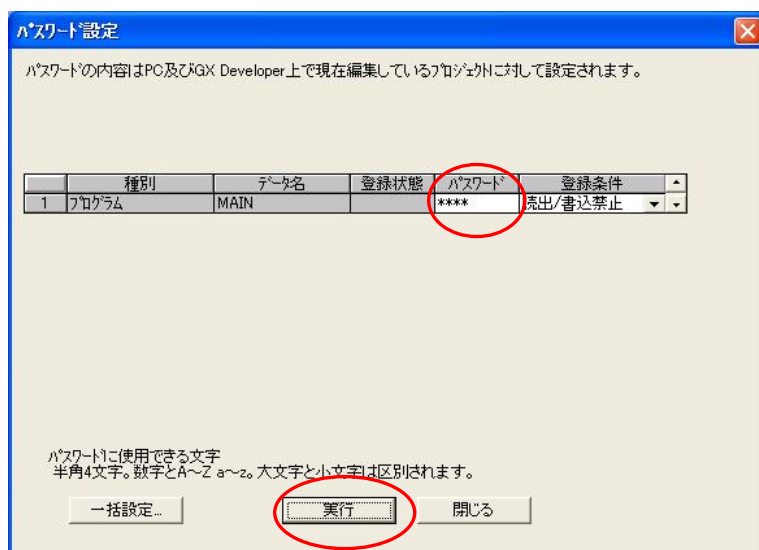 ﾊﾟｽﾜｰﾄﾞ設定
ﾊﾟｽﾜｰﾄﾞの内容はPC及びGX Developer上で現在編集しているﾌﾟﾛｼﾞｪｸﾄに対して設定されます。
種別 ﾃﾞｰﾀ名 登録状態 ﾊﾟｽﾜｰﾄﾞ 登録条件
1 ﾌﾟﾛｸﾞﾗﾑ MAIN **** 読出/書込禁止
ﾊﾟｽﾜｰﾄﾞに使用できる文字
半角4文字。数字とA～Z a～z。大文字と小文字は区別されます。
一括設定... 実行 閉じる